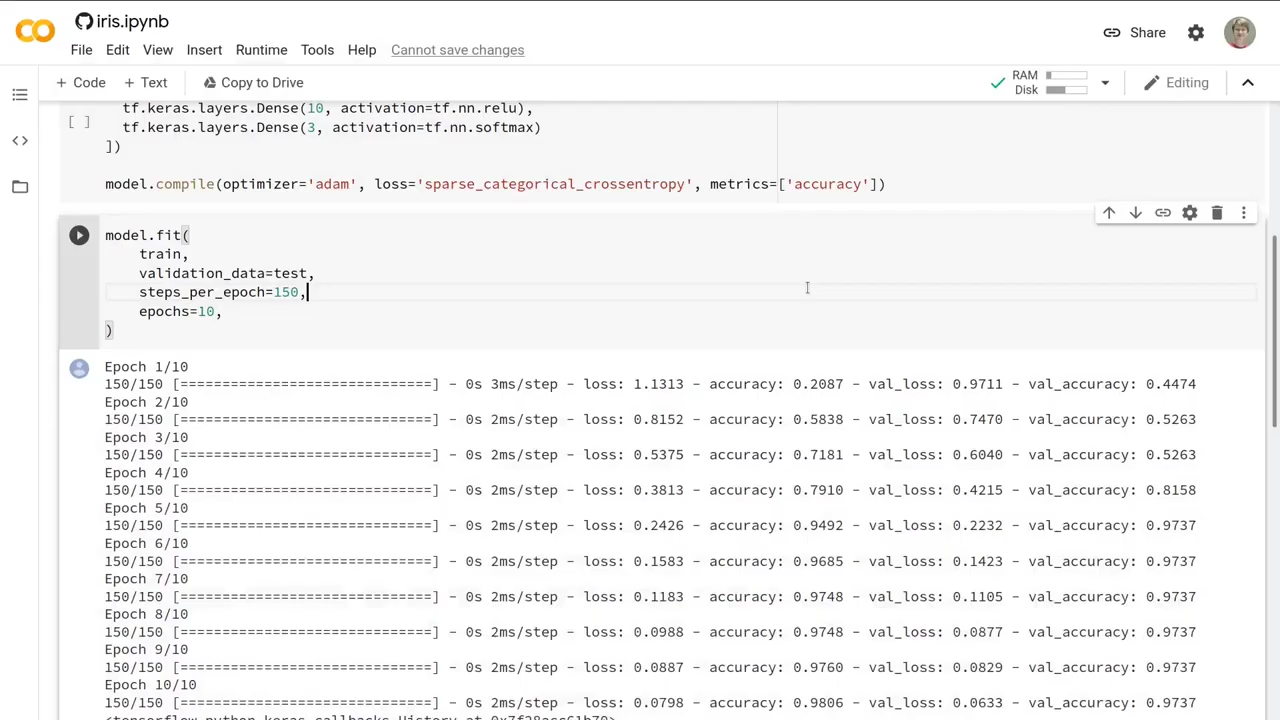 iris.ipynb
Share
File Edit View Insert Runtime Tools Help Cannot save changes
+ Code + Text Copy to Drive
RAM
Disk
Editing
tf.keras.layers.Dense(10, activation=tf.nn.relu),
[ ]
tf.keras.layers.Dense(3, activation=tf.nn.softmax)
])
model.compile(optimizer='adam', loss='sparse_categorical_crossentropy', metrics=['accuracy'])
model.fit(
train,
validation_data=test,
steps_per_epoch=150,
epochs=10,
)
Epoch 1/10
150/150 [==============================] - 0s 3ms/step - loss: 1.1313 - accuracy: 0.2087 - val_loss: 0.9711 - val_accuracy: 0.4474
Epoch 2/10
150/150 [==============================] - 0s 2ms/step - loss: 0.8152 - accuracy: 0.5838 - val_loss: 0.7470 - val_accuracy: 0.5263
Epoch 3/10
150/150 [==============================] - 0s 2ms/step - loss: 0.5375 - accuracy: 0.7181 - val_loss: 0.6040 - val_accuracy: 0.5263
Epoch 4/10
150/150 [==============================] - 0s 2ms/step - loss: 0.3813 - accuracy: 0.7910 - val_loss: 0.4215 - val_accuracy: 0.8158
Epoch 5/10
150/150 [==============================] - 0s 2ms/step - loss: 0.2426 - accuracy: 0.9492 - val_loss: 0.2232 - val_accuracy: 0.9737
Epoch 6/10
150/150 [==============================] - 0s 2ms/step - loss: 0.1583 - accuracy: 0.9685 - val_loss: 0.1423 - val_accuracy: 0.9737
Epoch 7/10
150/150 [==============================] - 0s 2ms/step - loss: 0.1183 - accuracy: 0.9748 - val_loss: 0.1105 - val_accuracy: 0.9737
Epoch 8/10
150/150 [==============================] - 0s 2ms/step - loss: 0.0988 - accuracy: 0.9748 - val_loss: 0.0877 - val_accuracy: 0.9737
Epoch 9/10
150/150 [==============================] - 0s 2ms/step - loss: 0.0887 - accuracy: 0.9760 - val_loss: 0.0829 - val_accuracy: 0.9737
Epoch 10/10
150/150 [==============================] - 0s 2ms/step - loss: 0.0798 - accuracy: 0.9806 - val_loss: 0.0633 - val_accuracy: 0.9737
<tensorflow.python.keras.callbacks.History at